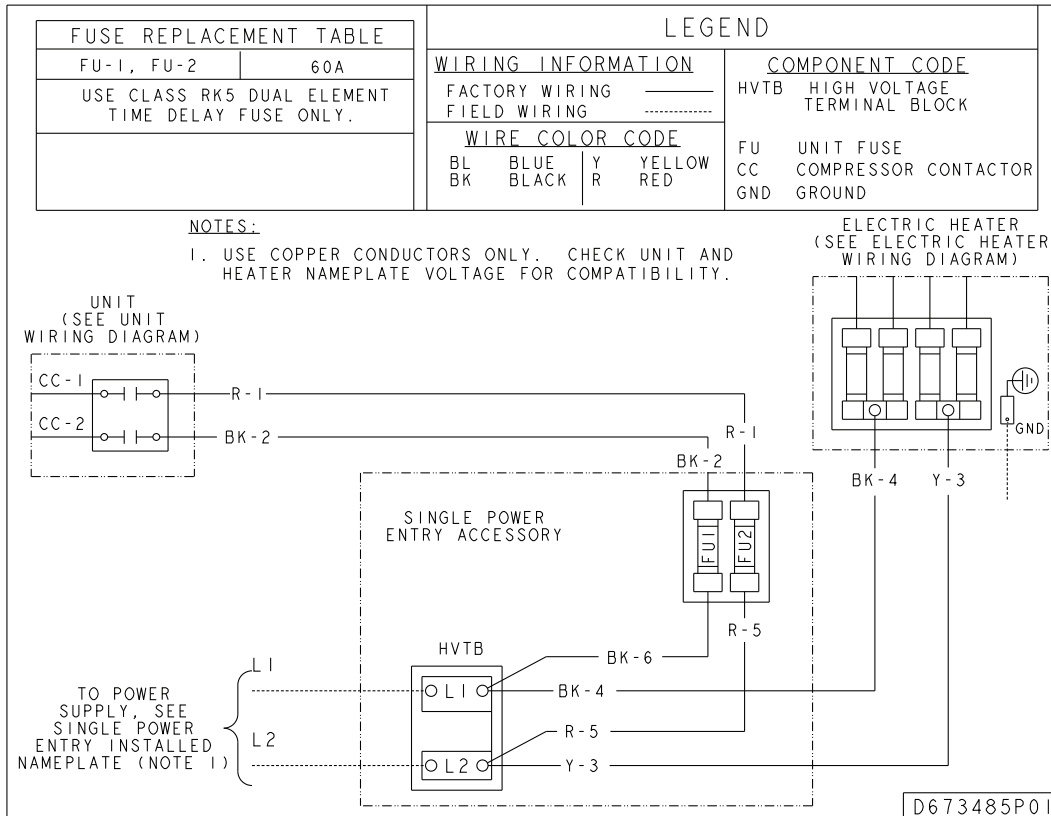 FUSE REPLACEMENT TABLE
FU-1, FU-2 60A
USE CLASS RK5 DUAL ELEMENT
TIME DELAY FUSE ONLY.
LEGEND
WIRING INFORMATION
FACTORY WIRING
FIELD WIRING
WIRE COLOR CODE
BL BLUE Y YELLOW
BK BLACK R RED
COMPONENT CODE
HVTB HIGH VOLTAGE
TERMINAL BLOCK
FU UNIT FUSE
CC COMPRESSOR CONTACTOR
GND GROUND
NOTES:
1. USE COPPER CONDUCTORS ONLY. CHECK UNIT AND
HEATER NAMEPLATE VOLTAGE FOR COMPATIBILITY.
ELECTRIC HEATER
(SEE ELECTRIC HEATER
WIRING DIAGRAM)
UNIT
(SEE UNIT
WIRING DIAGRAM)
CC-1
R-1
CC-2
BK-2
R-1
BK-2
GND
BK-4 Y-3
SINGLE POWER
ENTRY ACCESSORY
FU1
FU2
R-5
HVTB
BK-6
L1
L1
BK-4
TO POWER
SUPPLY, SEE
SINGLE POWER
ENTRY INSTALLED
NAMEPLATE (NOTE 1)
R-5
L2
L2
Y-3
D673485P01